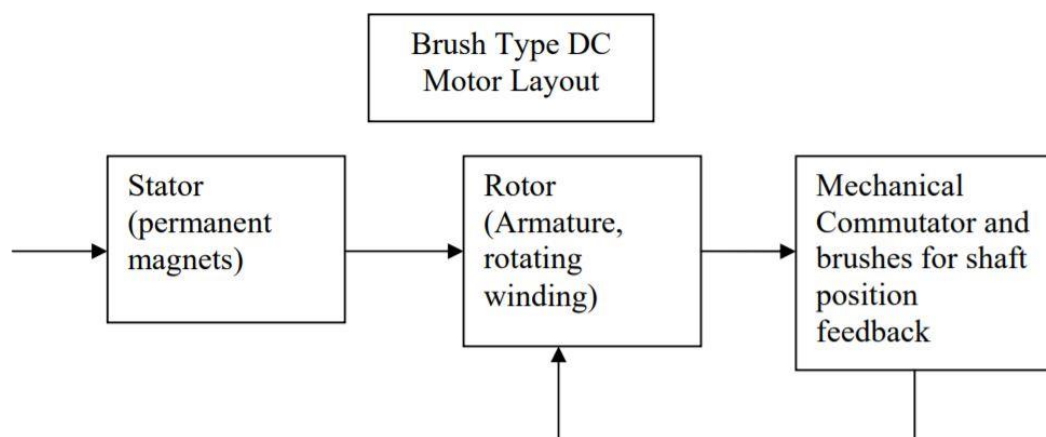 Brush Type DC
Motor Layout
Stator
(permanent
magnets)
Rotor
(Armature,
rotating
winding)
Mechanical
Commutator and
brushes for shaft
position
feedback